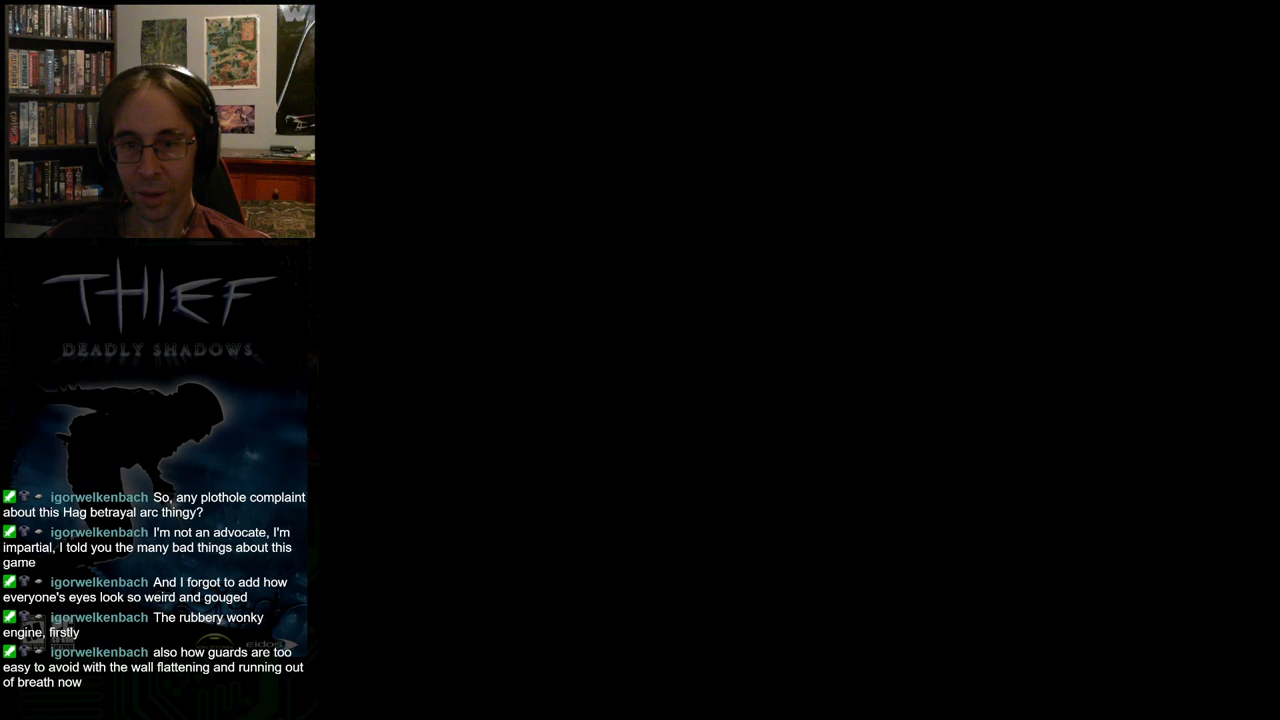 THIEF
DEADLY SHADOWS
igorwelkenbach So, any plothole complaint
about this Hag betrayal arc thingy?
igorwelkenbach I'm not an advocate, I'm
impartial, I told you the many bad things about this
game
igorwelkenbach And I forgot to add how
everyone's eyes look so weird and gouged
igorwelkenbach The rubbery wonky
engine, firstly
eidos
igorwelkenbach also how guards are too
easy to avoid with the wall flattening and running out
of breath now